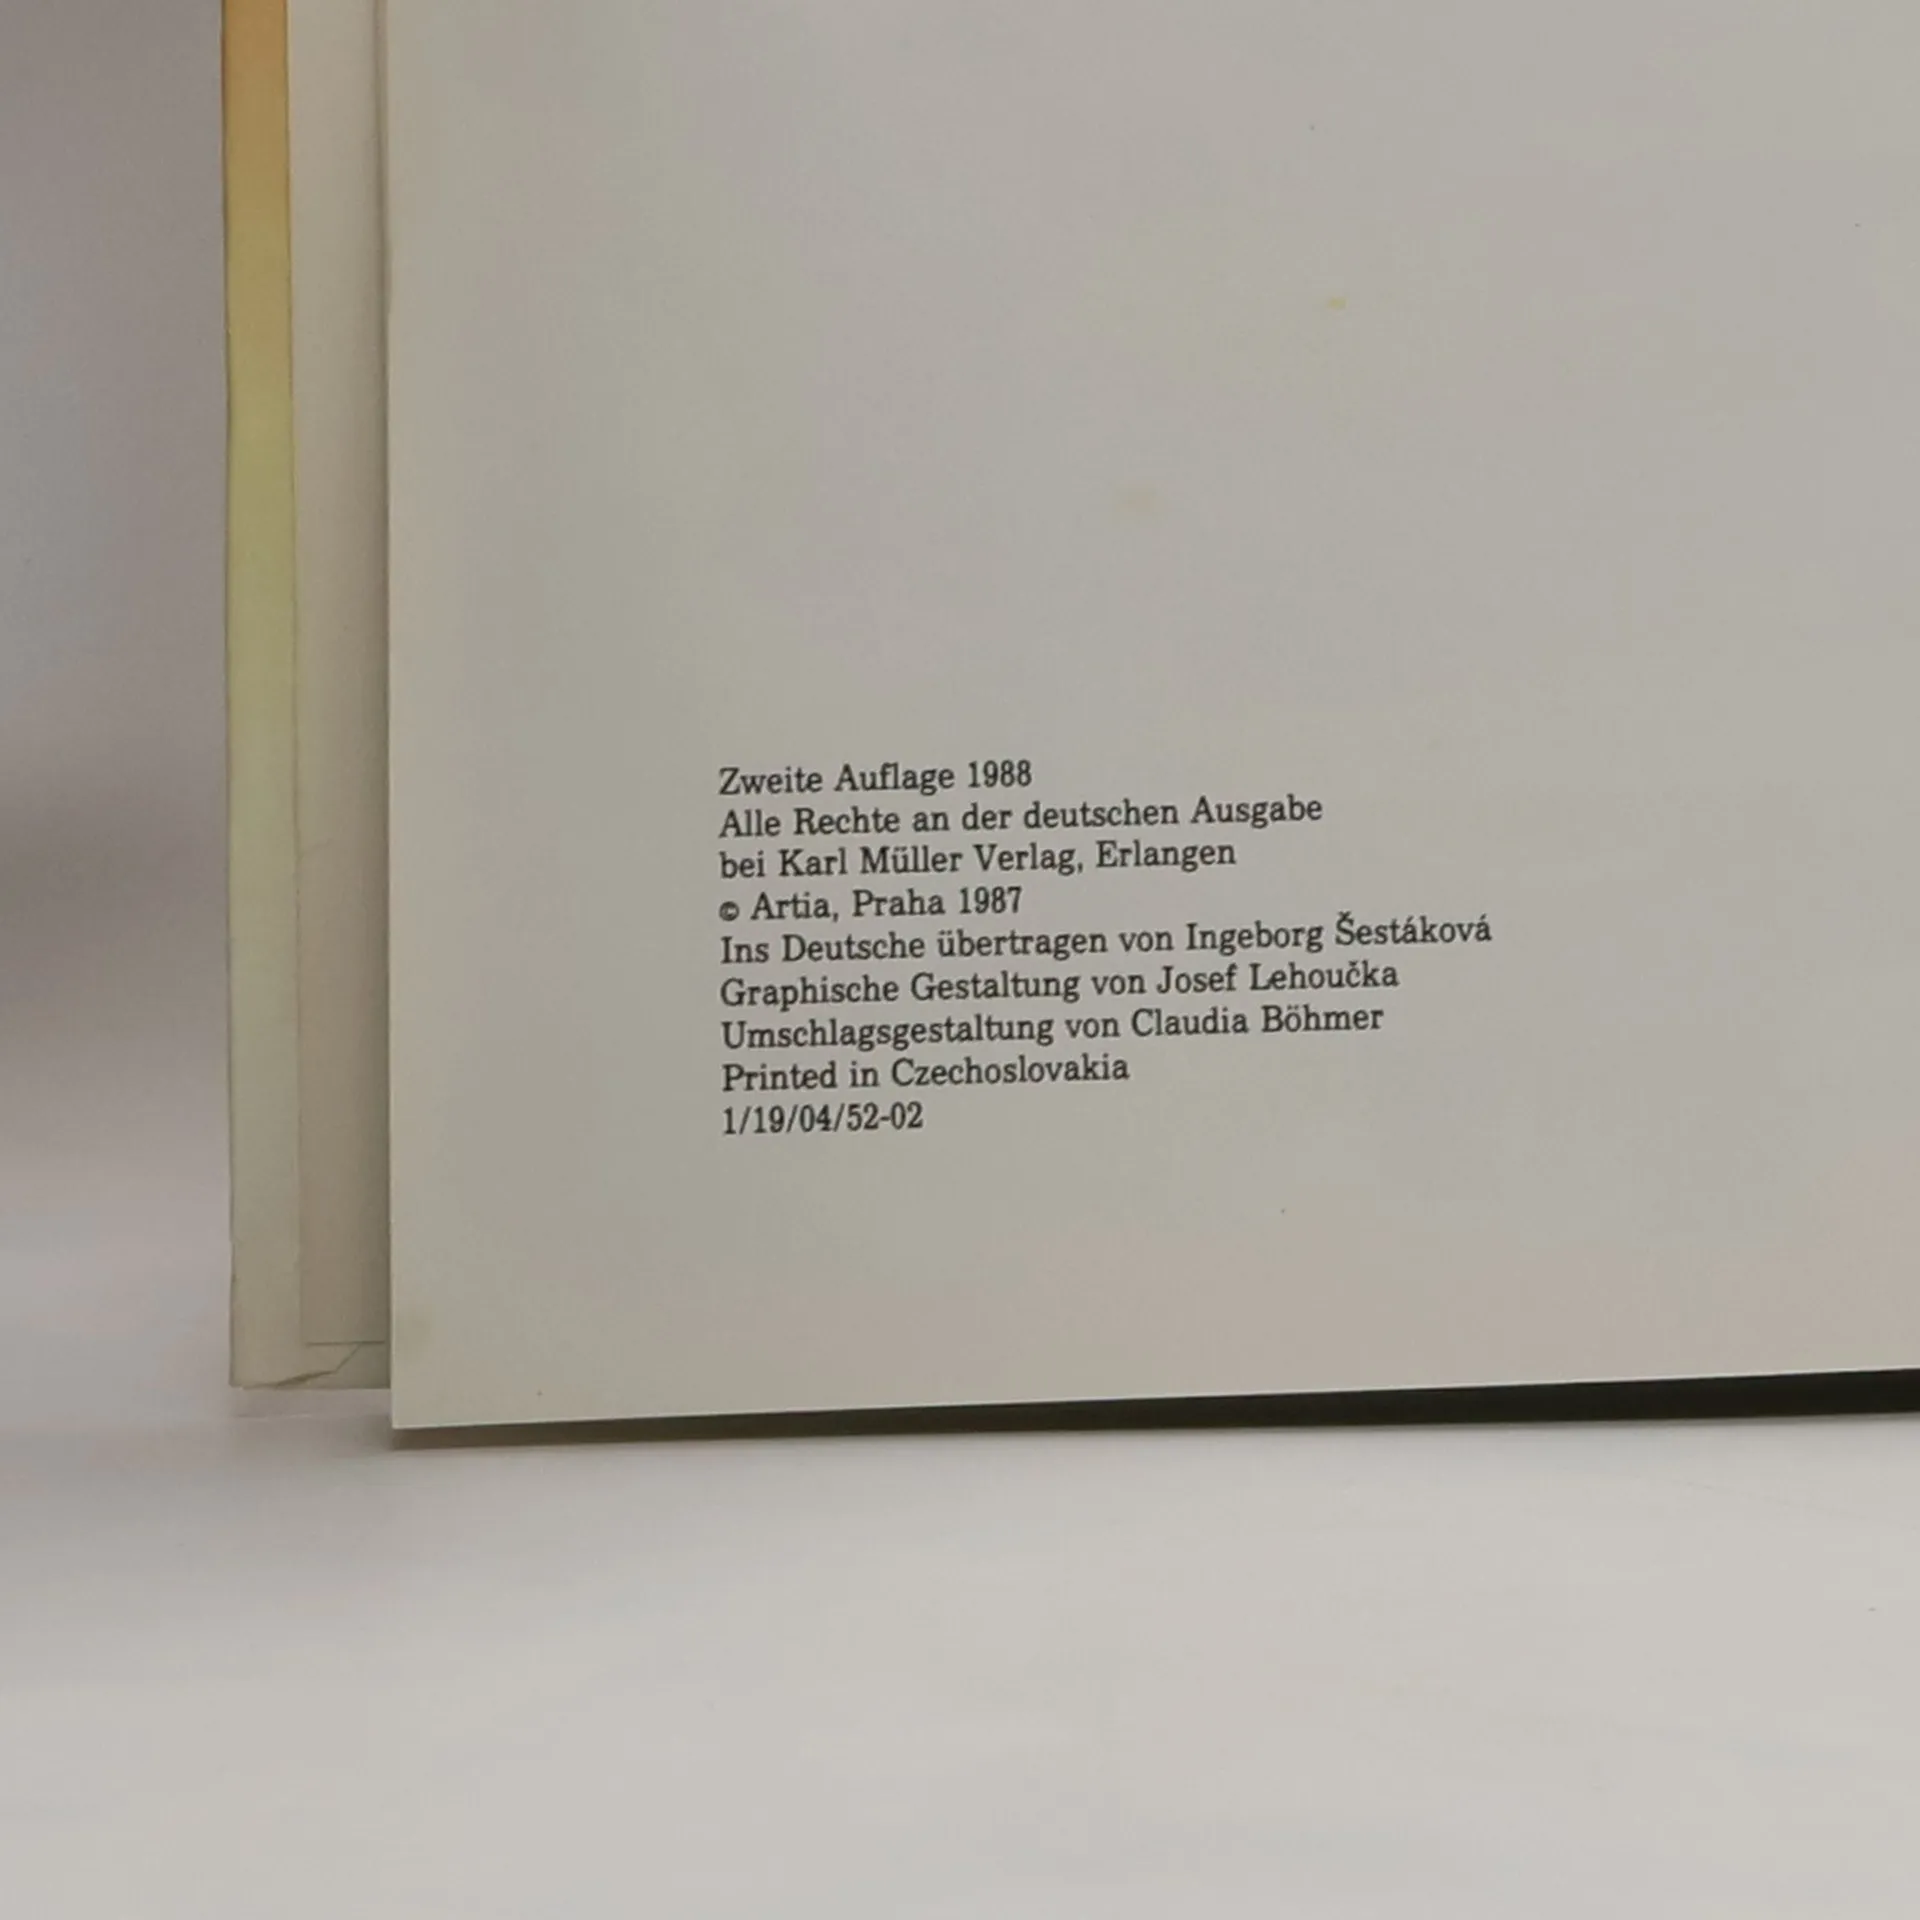 Zweite Auflage 1988
Alle Rechte an der deutschen Ausgabe
bei Karl Müller Verlag, Erlangen
© Artia, Praha 1987
Ins Deutsche übertragen von Ingeborg Šestáková
Graphische Gestaltung von Josef Lehoučka
Umschlagsgestaltung von Claudia Böhmer
Printed in Czechoslovakia
1/19/04/52-02